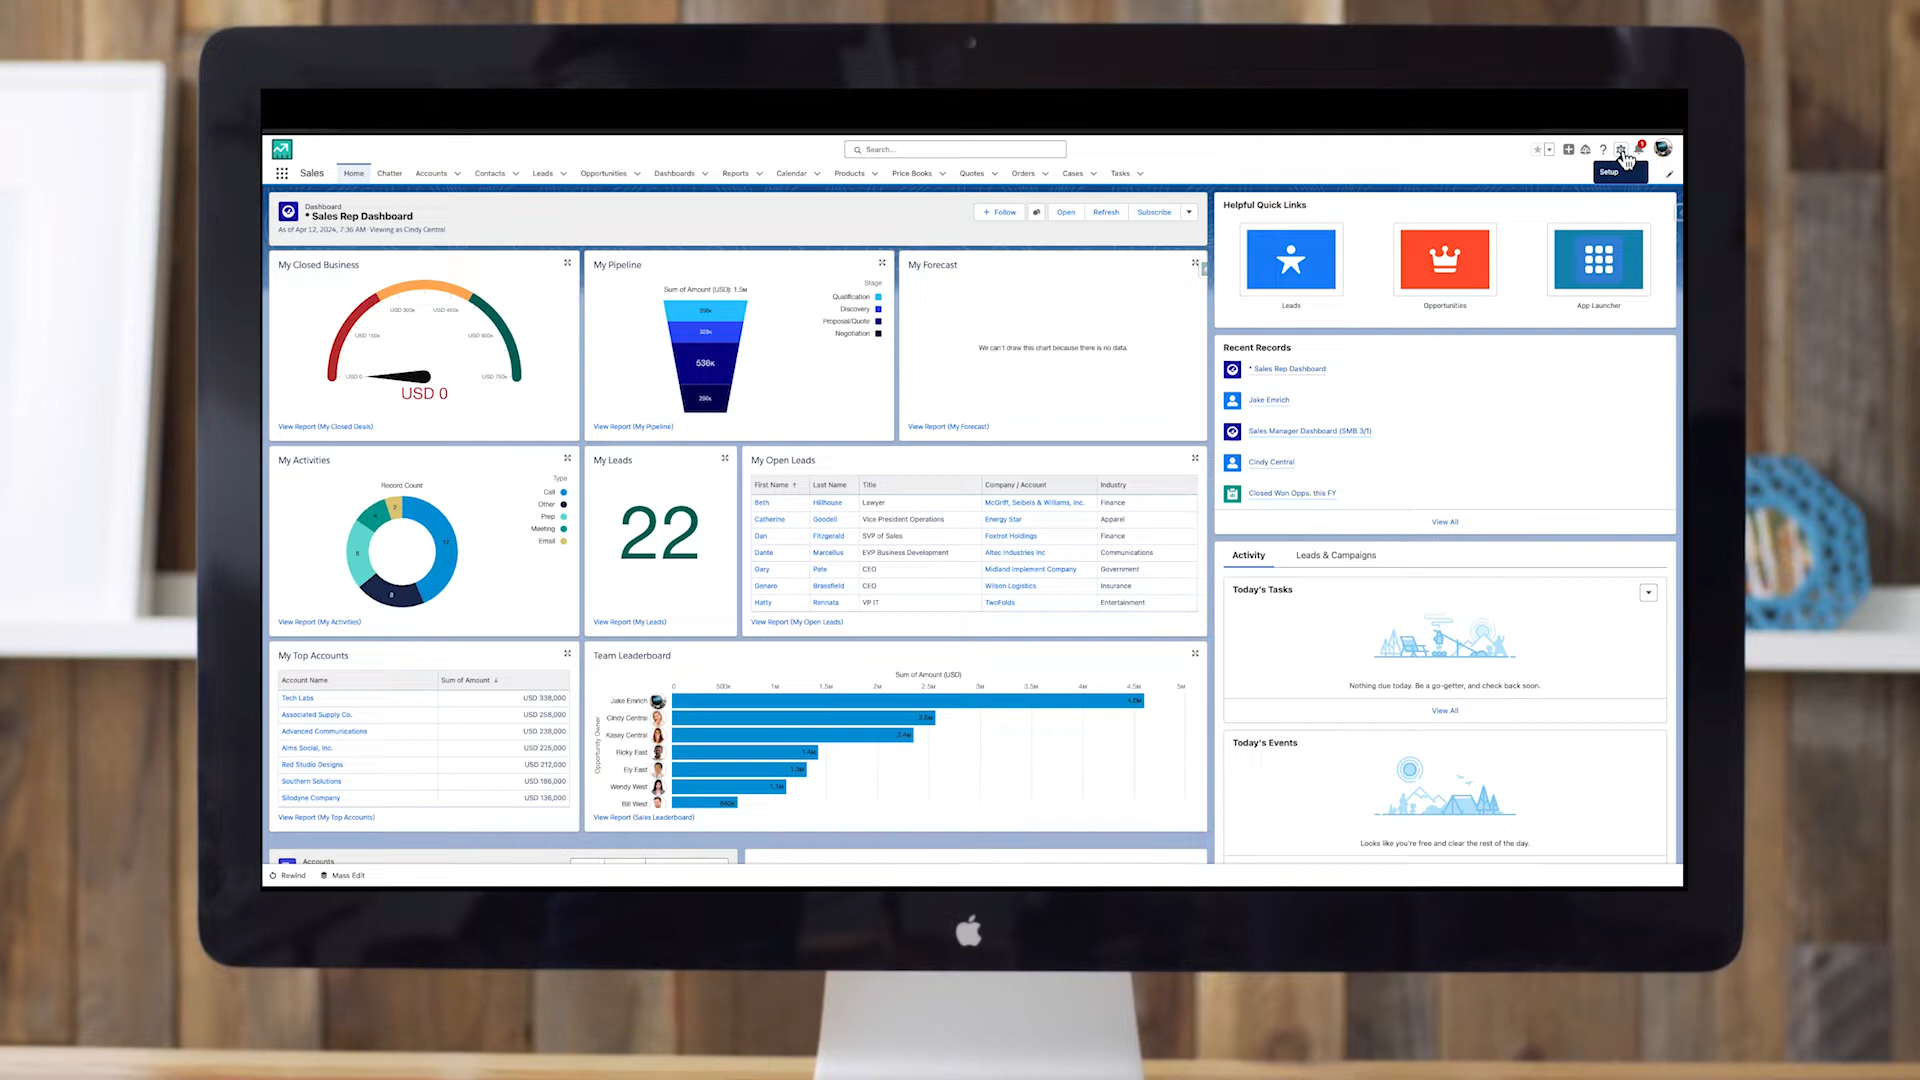 Search...
Setup
Sales Home Chatter Accounts Contacts Leads Opportunities Dashboards Reports Calendar Products Price Books Quotes Orders Cases Tasks
Dashboard
* Sales Rep Dashboard
As of Apr 12, 2024, 7:36 AM · Viewing as Cindy Central
+ Follow Open Refresh Subscribe
My Closed Business
USD 0
USD 150K
USD 300K
USD 450K
USD 600K
USD 750K
USD 0
View Report (My Closed Deals)
My Pipeline
Sum of Amount (USD): 1.5M
Stage
Qualification
Discovery
Proposal/Quote
Negotiation
328K
536K
View Report (My Pipeline)
My Forecast
We can't draw this chart because there is no data.
View Report (My Forecast)
My Activities
Record Count
Type
Call
Other
Prep
Meeting
Email
2
8
View Report (My Activities)
My Leads
22
View Report (My Leads)
My Open Leads
First Name ↑ Last Name Title Company / Account Industry
Beth Hillhouse Lawyer McGriff, Seibels & Williams, Inc. Finance
Catherine Goodell Vice President Operations Energy Star Apparel
Dan Fitzgerald SVP of Sales Foxtrot Holdings Finance
Dante Marcellus EVP Business Development Altec Industries Inc Communications
Gary Pate CEO Midland Implement Company Government
Genaro Brassfield CEO Wilson Logistics Insurance
Hatty Rennata VP IT TwoFolds Entertainment
View Report (My Open Leads)
My Top Accounts
Account Name Sum of Amount ↓
Tech Labs USD 338,000
Associated Supply Co. USD 258,000
Advanced Communications USD 238,000
Aims Social, Inc. USD 225,000
Red Studio Designs USD 212,000
Southern Solutions USD 186,000
Silodyne Company USD 136,000
View Report (My Top Accounts)
Team Leaderboard
Sum of Amount (USD)
0 500K 1M 1.5M 2M 2.5M 3M 3.5M 4M 4.5M 5M
Opportunity Owner
Jake Emrich 4.6M
Cindy Central 2.6M
Kasey Central 2.4M
Ricky East 1.4M
Ely East 1.3M
Wendy West 1.1M
Bill West 640K
View Report (Sales Leaderboard)
Helpful Quick Links
Leads
Opportunities
App Launcher
Recent Records
* Sales Rep Dashboard
Jake Emrich
Sales Manager Dashboard (SMB 3/1)
Cindy Central
Closed Won Opps. this FY
View All
Activity Leads & Campaigns
Today's Tasks
Nothing due today. Be a go-getter, and check back soon.
View All
Today's Events
Looks like you're free and clear the rest of the day.
Accounts
Rewind Mass Edit